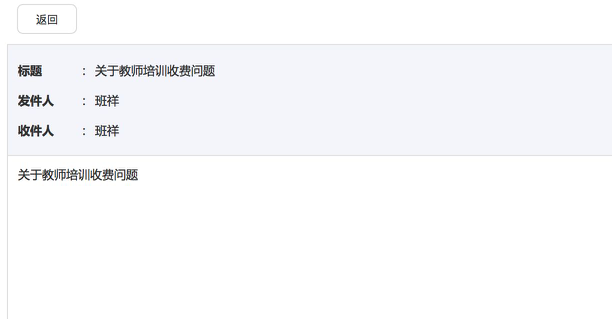 返回
标题 : 关于教师培训收费问题
发件人 : 班祥
收件人 : 班祥
关于教师培训收费问题